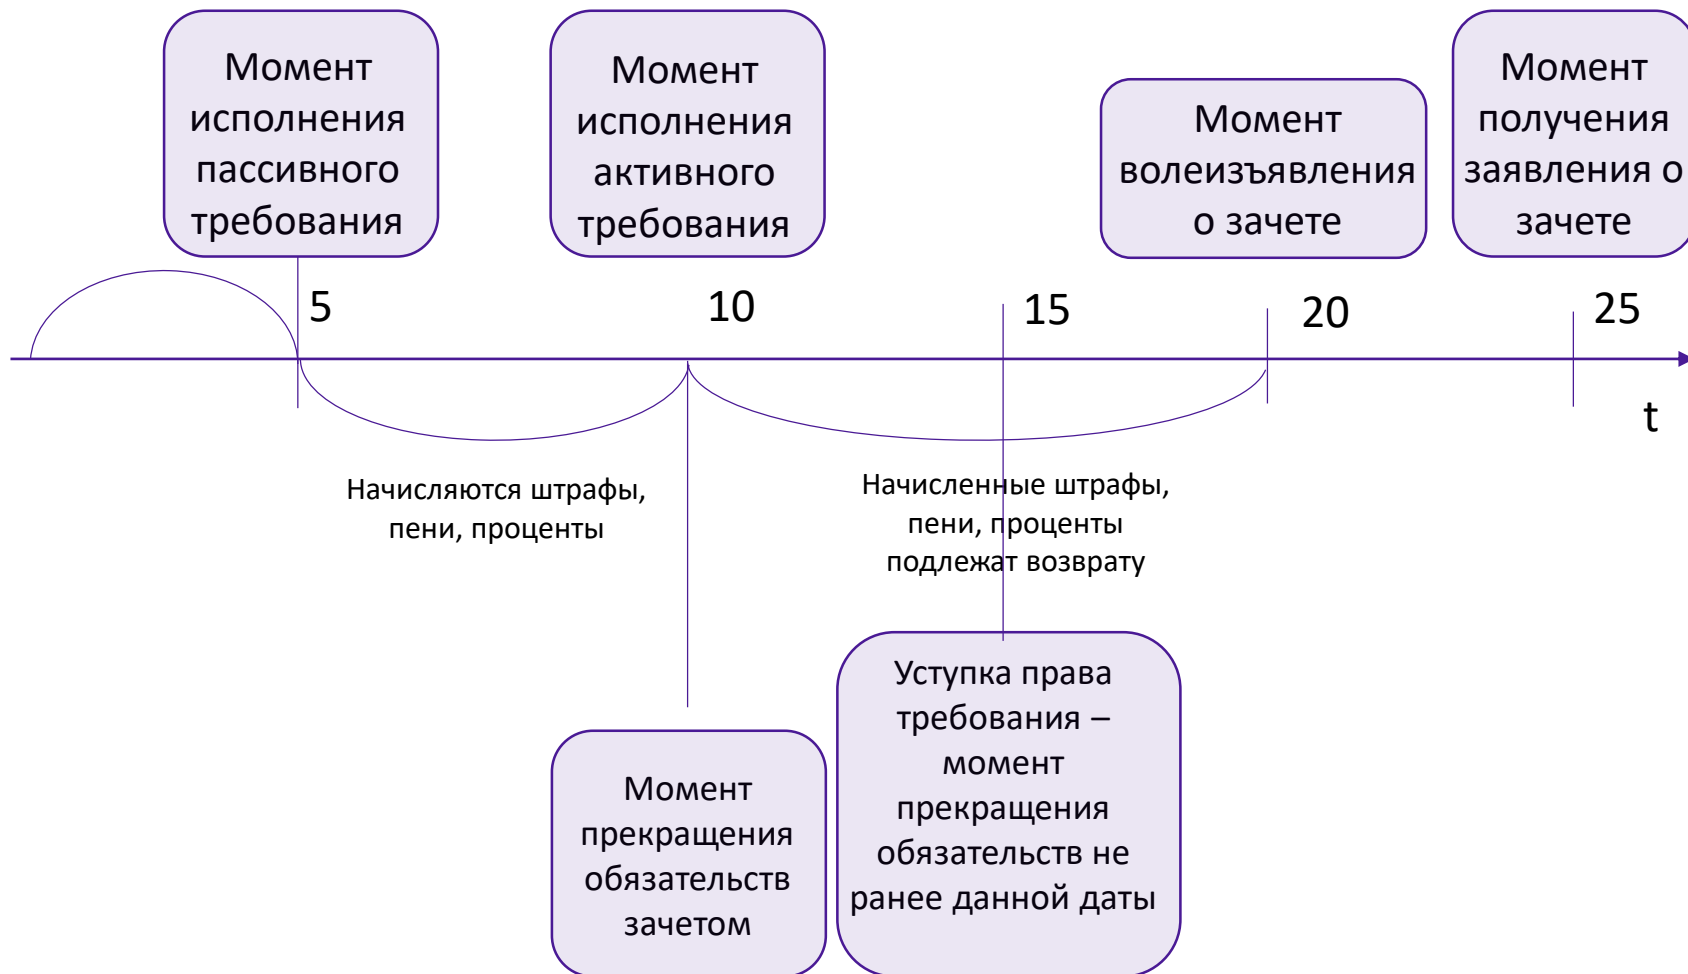 Момент
исполнения
пассивного
требования
Момент
исполнения
активного
требования
Момент
волеизъявления
о зачете
Момент
получения
заявления о
зачете
5
10
15
20
25
t
Начисляются штрафы,
пени, проценты
Начисленные штрафы,
пени, проценты
подлежат возврату
Момент
прекращения
обязательств
зачетом
Уступка права
требования –
момент
прекращения
обязательств не
ранее данной даты